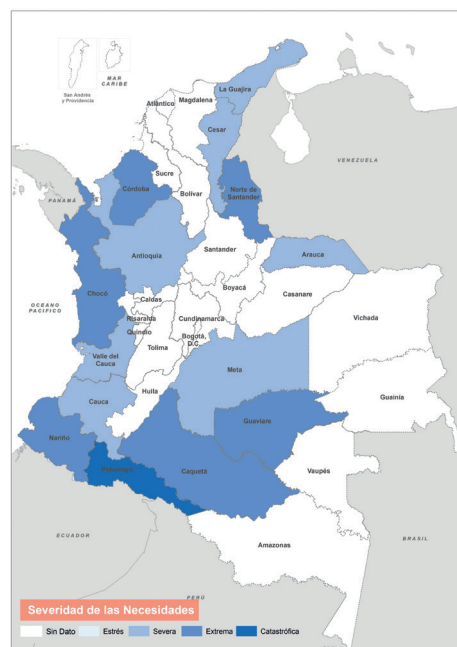 San Andrés
y Providencia
MAR
CARIBE
La Guajira
Atlántico
Magdalena
Cesar
VENEZUELA
Sucre
Córdoba
Norte de
Santander
PANAMÁ
Bolívar
Antioquia
Santander
Arauca
Boyacá
Chocó
OCEANO
PACIFICO
Caldas
Casanare
Risaralda
Cundinamarca
Vichada
Quindío
Bogotá,
D.C.
Tolima
Valle del
Cauca
Meta
Guainía
Huila
Cauca
Guaviare
Nariño
Putumayo
Caquetá
Vaupés
ECUADOR
BRASIL
Amazonas
PERÚ
Severidad de las Necesidades
Sin Dato
Estrés
Severa
Extrema
Catastrófica